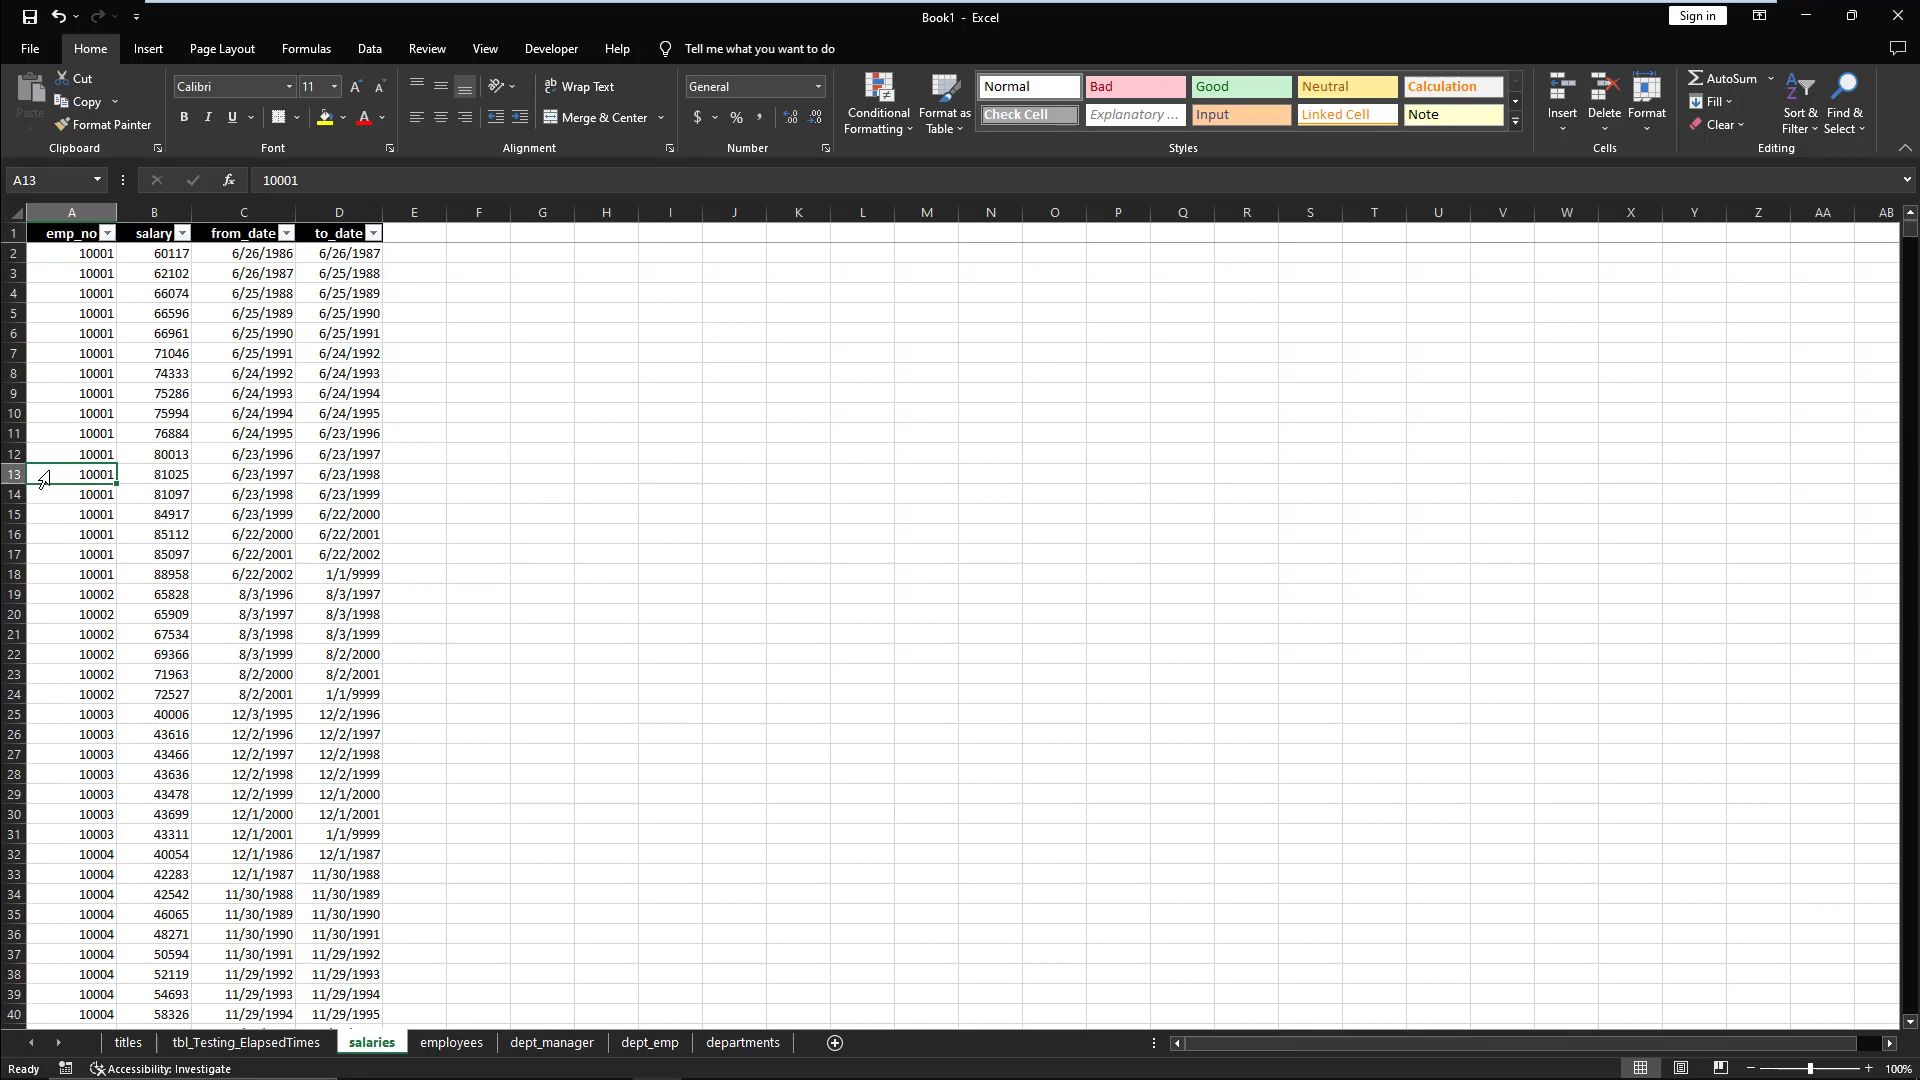 Book1 - Excel
Sign in
File Home Insert Page Layout Formulas Data Review View Developer Help Tell me what you want to do
Paste
Cut
Copy
Format Painter
Clipboard
Calibri 11
B I U
Font
Wrap Text
Merge & Center
Alignment
General
$ % ,
Number
Conditional Formatting
Format as Table
Normal Bad Good Neutral Calculation
Check Cell Explanatory ... Input Linked Cell Note
Styles
Insert Delete Format
Cells
AutoSum
Fill
Clear
Sort & Filter
Find & Select
Editing
A13 fx 10001
A B C D E F G H I J K L M N O P Q R S T U V W X Y Z AA AB
1 emp_no salary from_date to_date
2 10001 60117 6/26/1986 6/26/1987
3 10001 62102 6/26/1987 6/25/1988
4 10001 66074 6/25/1988 6/25/1989
5 10001 66596 6/25/1989 6/25/1990
6 10001 66961 6/25/1990 6/25/1991
7 10001 71046 6/25/1991 6/24/1992
8 10001 74333 6/24/1992 6/24/1993
9 10001 75286 6/24/1993 6/24/1994
10 10001 75994 6/24/1994 6/24/1995
11 10001 76884 6/24/1995 6/23/1996
12 10001 80013 6/23/1996 6/23/1997
13 10001 81025 6/23/1997 6/23/1998
14 10001 81097 6/23/1998 6/23/1999
15 10001 84917 6/23/1999 6/22/2000
16 10001 85112 6/22/2000 6/22/2001
17 10001 85097 6/22/2001 6/22/2002
18 10001 88958 6/22/2002 1/1/9999
19 10002 65828 8/3/1996 8/3/1997
20 10002 65909 8/3/1997 8/3/1998
21 10002 67534 8/3/1998 8/3/1999
22 10002 69366 8/3/1999 8/2/2000
23 10002 71963 8/2/2000 8/2/2001
24 10002 72527 8/2/2001 1/1/9999
25 10003 40006 12/3/1995 12/2/1996
26 10003 43616 12/2/1996 12/2/1997
27 10003 43466 12/2/1997 12/2/1998
28 10003 43636 12/2/1998 12/2/1999
29 10003 43478 12/2/1999 12/1/2000
30 10003 43699 12/1/2000 12/1/2001
31 10003 43311 12/1/2001 1/1/9999
32 10004 40054 12/1/1986 12/1/1987
33 10004 42283 12/1/1987 11/30/1988
34 10004 42542 11/30/1988 11/30/1989
35 10004 46065 11/30/1989 11/30/1990
36 10004 48271 11/30/1990 11/30/1991
37 10004 50594 11/30/1991 11/29/1992
38 10004 52119 11/29/1992 11/29/1993
39 10004 54693 11/29/1993 11/29/1994
40 10004 58326 11/29/1994 11/29/1995
titles tbl_Testing_ElapsedTimes salaries employees dept_manager dept_emp departments
Ready Accessibility: Investigate 100%